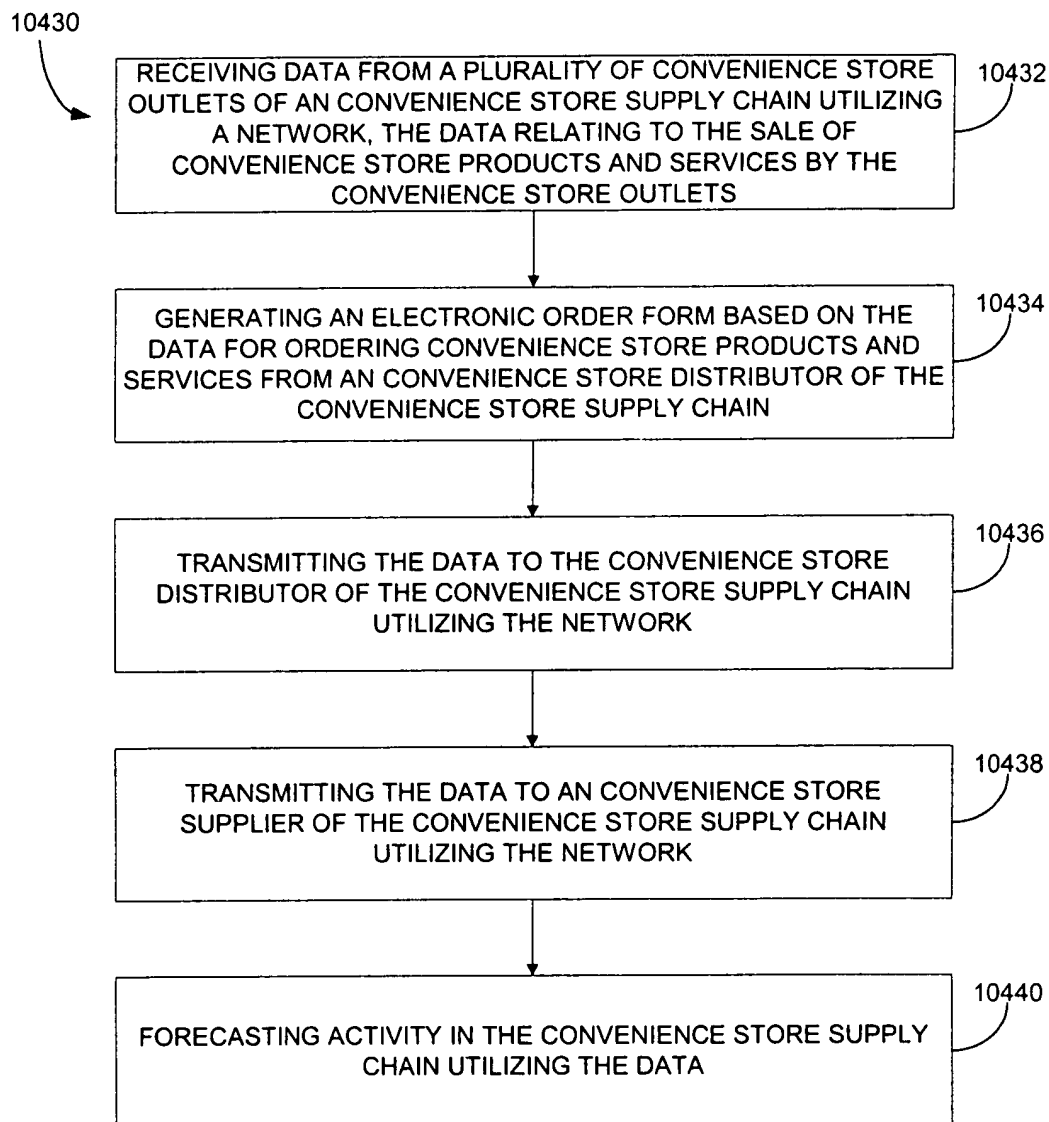 10430
RECEIVING DATA FROM A PLURALITY OF CONVENIENCE STORE
OUTLETS OF AN CONVENIENCE STORE SUPPLY CHAIN UTILIZING
A NETWORK, THE DATA RELATING TO THE SALE OF
CONVENIENCE STORE PRODUCTS AND SERVICES BY THE
CONVENIENCE STORE OUTLETS
10432
GENERATING AN ELECTRONIC ORDER FORM BASED ON THE
DATA FOR ORDERING CONVENIENCE STORE PRODUCTS AND
SERVICES FROM AN CONVENIENCE STORE DISTRIBUTOR OF THE
CONVENIENCE STORE SUPPLY CHAIN
10434
TRANSMITTING THE DATA TO THE CONVENIENCE STORE
DISTRIBUTOR OF THE CONVENIENCE STORE SUPPLY CHAIN
UTILIZING THE NETWORK
10436
TRANSMITTING THE DATA TO AN CONVENIENCE STORE
SUPPLIER OF THE CONVENIENCE STORE SUPPLY CHAIN
UTILIZING THE NETWORK
10438
FORECASTING ACTIVITY IN THE CONVENIENCE STORE SUPPLY
CHAIN UTILIZING THE DATA
10440